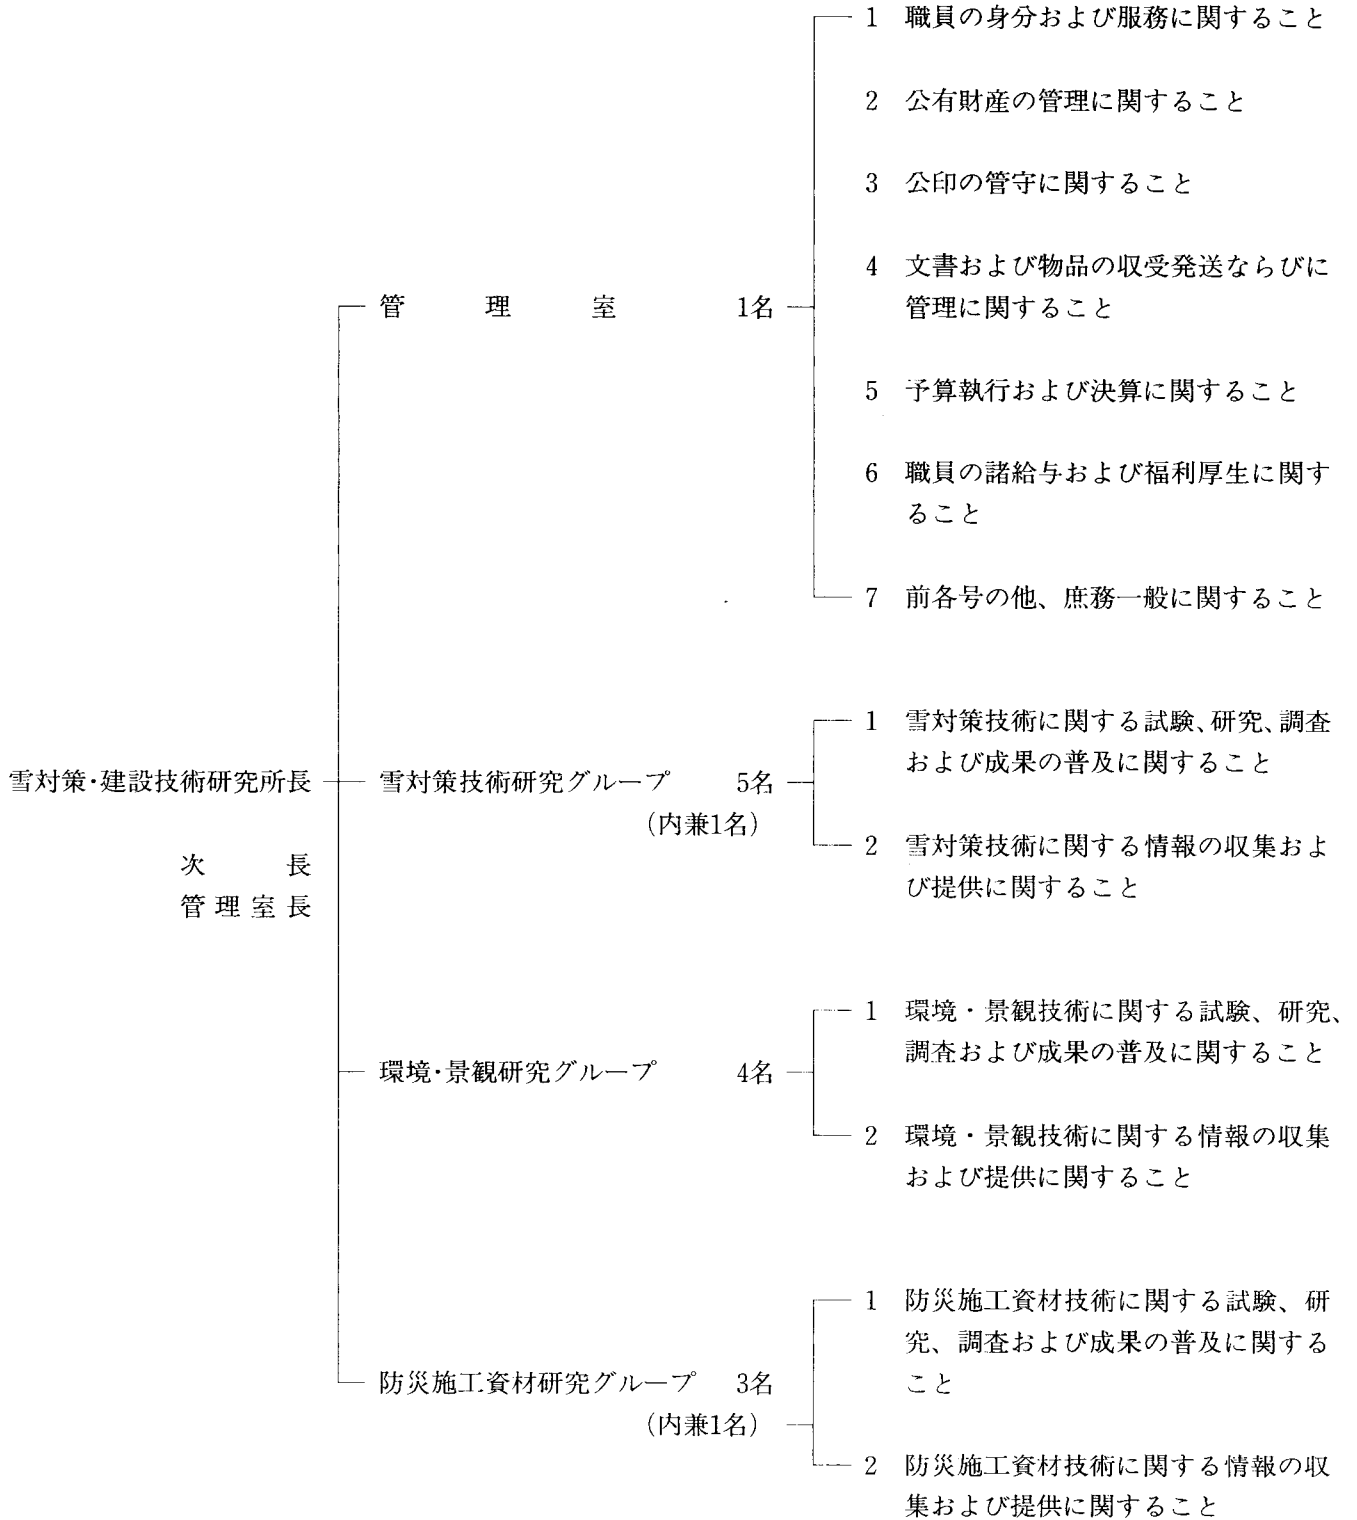 雪対策・建設技術研究所長
次　　長
管理室長
管　理　室　1名
1　職員の身分および服務に関すること
2　公有財産の管理に関すること
3　公印の管守に関すること
4　文書および物品の収受発送ならびに
管理に関すること
5　予算執行および決算に関すること
6　職員の諸給与および福利厚生に関す
ること
7　前各号の他、庶務一般に関すること
雪対策技術研究グループ　5名
（内兼1名）
1　雪対策技術に関する試験、研究、調査
および成果の普及に関すること
2　雪対策技術に関する情報の収集およ
び提供に関すること
環境・景観研究グループ　4名
1　環境・景観技術に関する試験、研究、
調査および成果の普及に関すること
2　環境・景観技術に関する情報の収集
および提供に関すること
防災施工資材研究グループ　3名
（内兼1名）
1　防災施工資材技術に関する試験、研
究、調査および成果の普及に関する
こと
2　防災施工資材技術に関する情報の収
集および提供に関すること